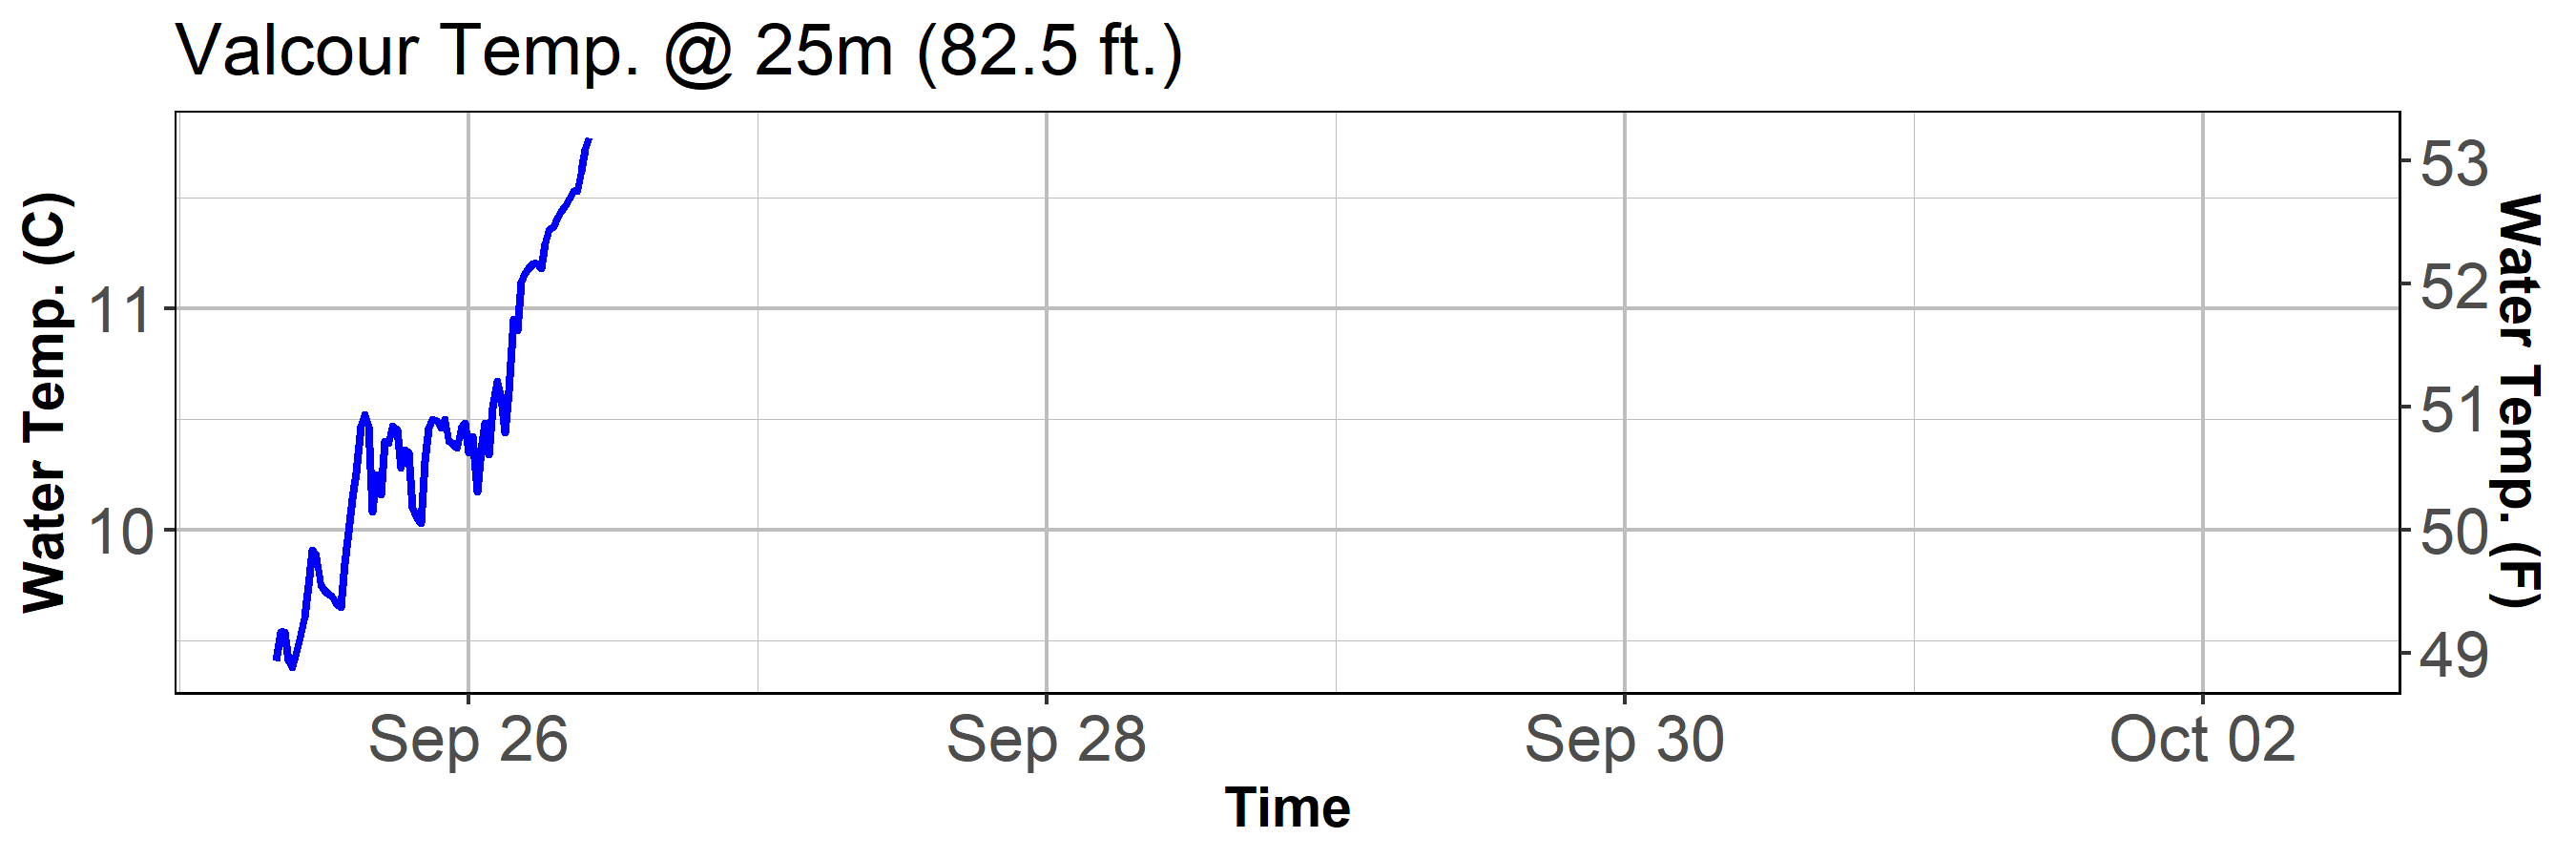 Valcour Temp. @ 25m (82.5 ft.)
Water Temp. (C)
11
10
53
52
51
50
49
Water Temp. (F)
Sep 26
Sep 28
Sep 30
Oct 02
Time